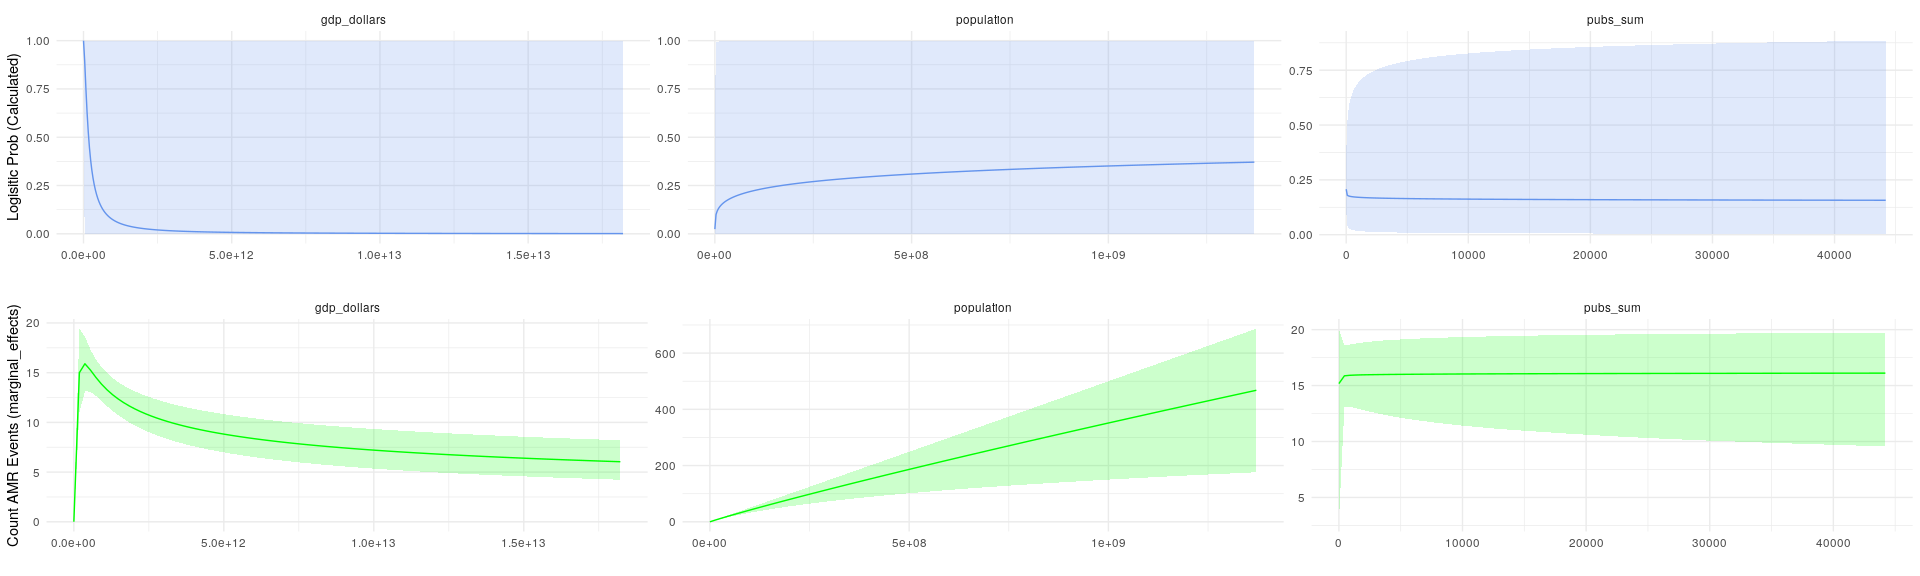 gdp_dollars
population
pubs_sum
Logisitic Prob (Calculated)
1.00
0.75
0.50
0.25
0.00
0.0e+00
5.0e+12
1.0e+13
1.5e+13
1.00
0.75
0.50
0.25
0.00
0e+00
5e+08
1e+09
0.75
0.50
0.25
0.00
0
10000
20000
30000
40000
gdp_dollars
population
pubs_sum
Count AMR Events (marginal_effects)
20
15
10
5
0
0.0e+00
5.0e+12
1.0e+13
1.5e+13
600
400
200
0
0e+00
5e+08
1e+09
20
15
10
5
0
10000
20000
30000
40000